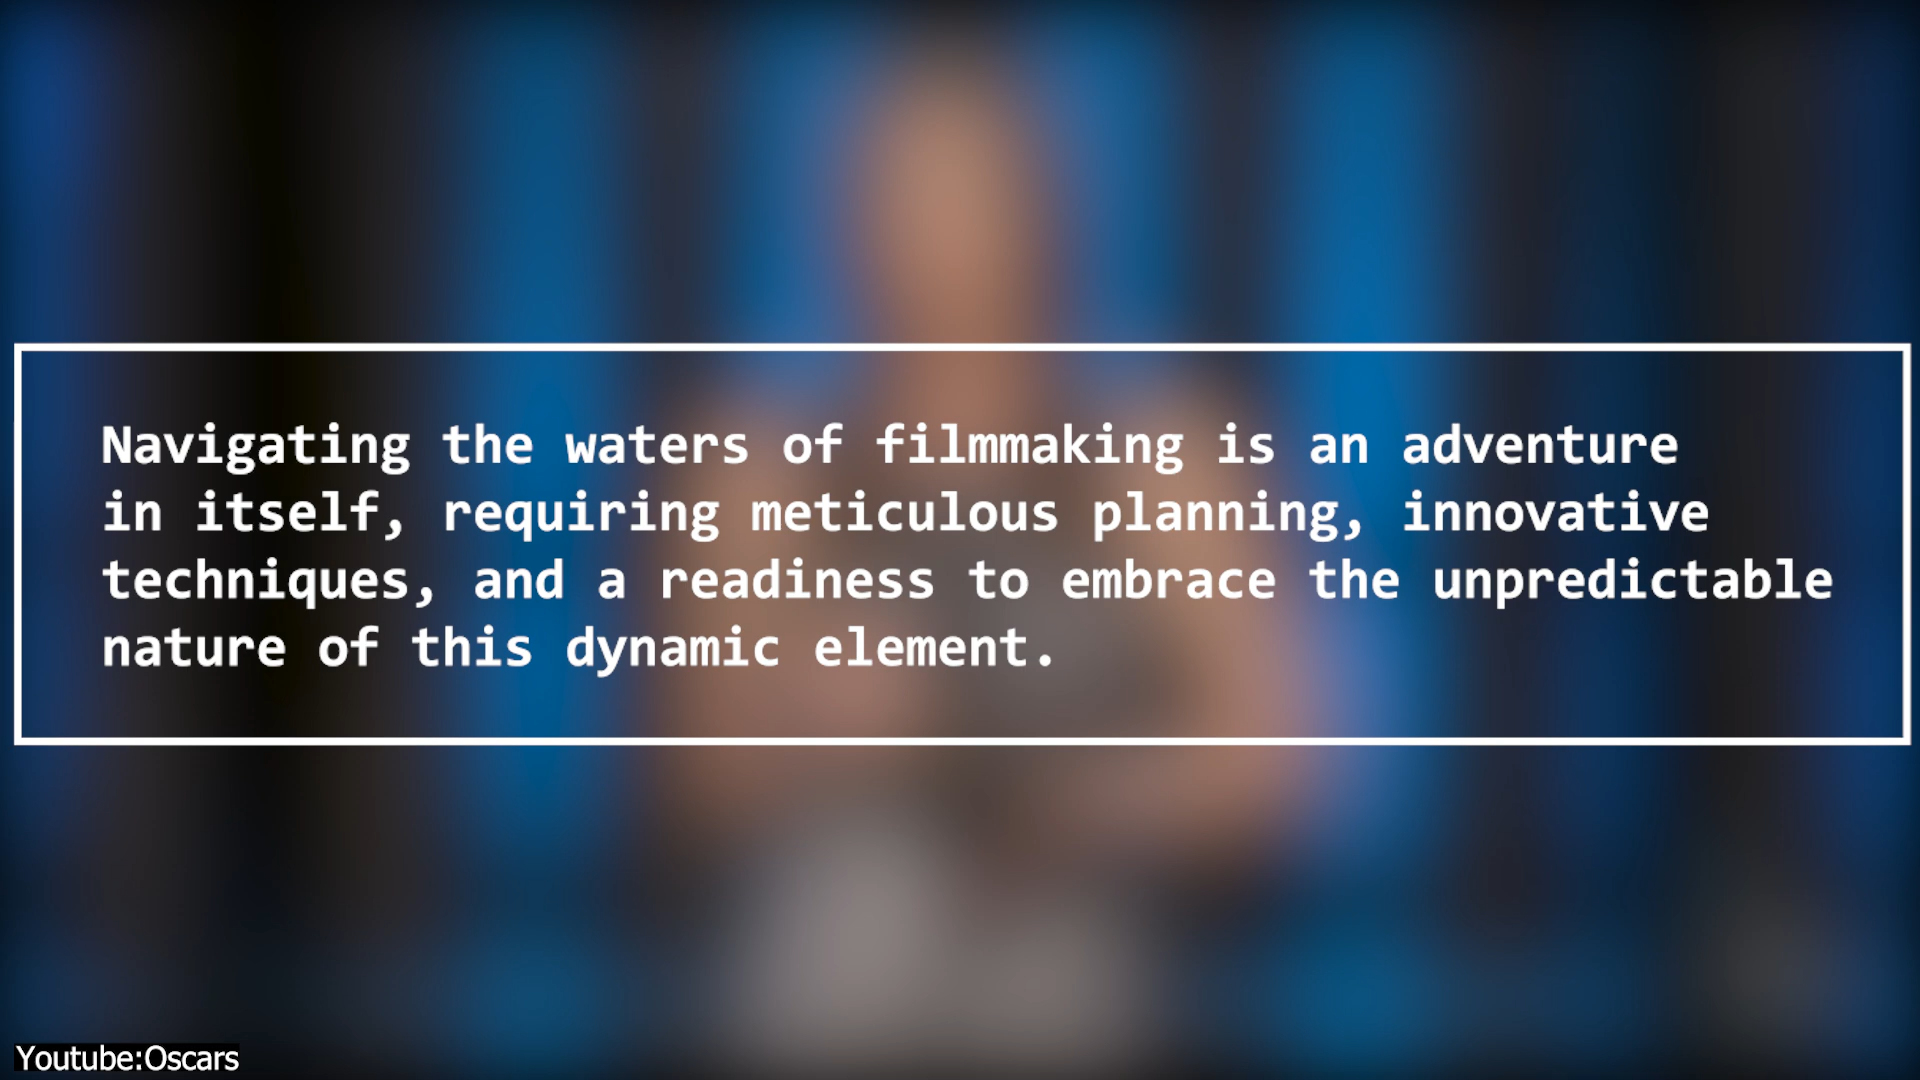 Navigating the waters of filmmaking is an adventure
in itself, requiring meticulous planning, innovative
techniques, and a readiness to embrace the unpredictable
nature of this dynamic element.
Youtube:Oscars